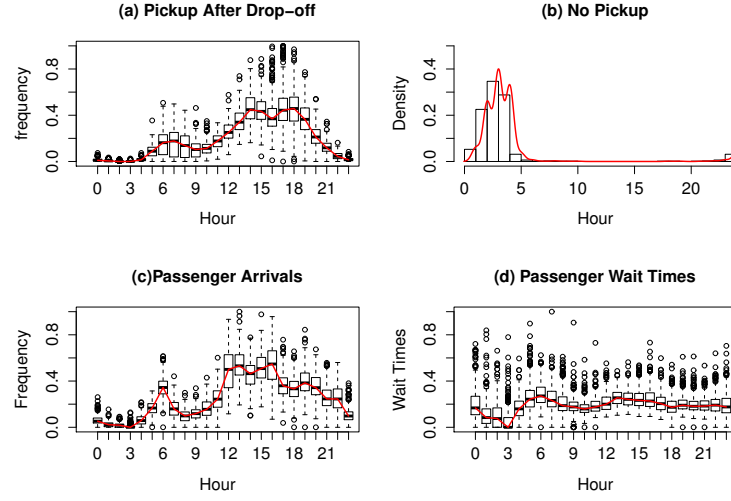 (a) Pickup After Drop−off
(b) No Pickup
frequency
0.0 0.4 0.8
0 3 6 9 12 15 18 21
Hour
Density
0.0 0.2 0.4
0 5 10 15 20
Hour
(c)Passenger Arrivals
(d) Passenger Wait Times
Frequency
0.0 0.4 0.8
0 3 6 9 12 15 18 21
Hour
Wait Times
0.0 0.4 0.8
0 3 6 9 12 15 18 21
Hour